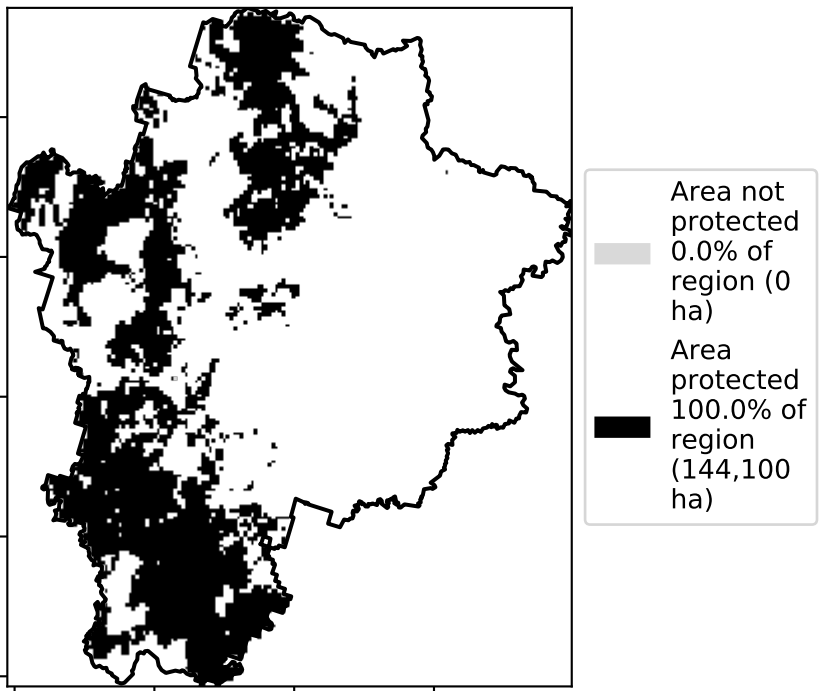 Area not
protected
0.0% of
region (0
ha)
Area
protected
100.0% of
region
(144,100
ha)